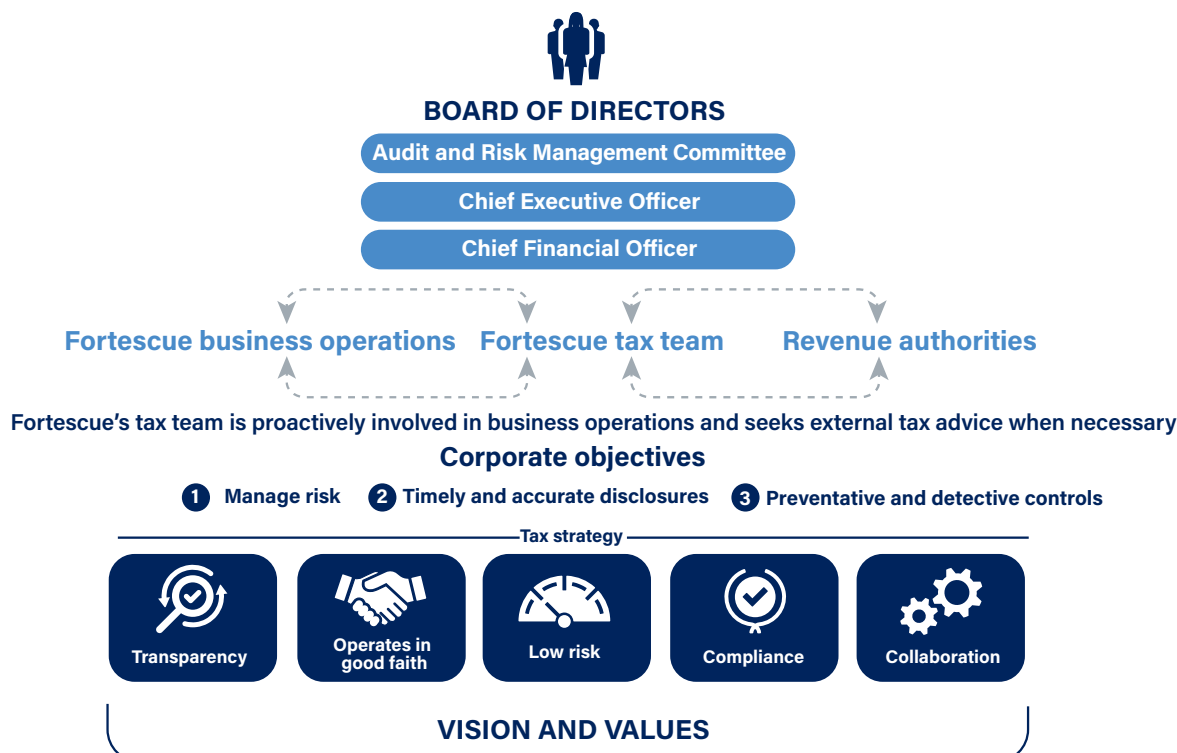 BOARD OF DIRECTORS
Audit and Risk Management Committee
Chief Executive Officer
Chief Financial Officer
Fortescue business operations
Fortescue tax team
Revenue authorities
Fortescue’s tax team is proactively involved in business operations and seeks external tax advice when necessary
Corporate objectives
1 Manage risk
2 Timely and accurate disclosures
3 Preventative and detective controls
Tax strategy
Transparency
Operates in
good faith
Low risk
Compliance
Collaboration
VISION AND VALUES